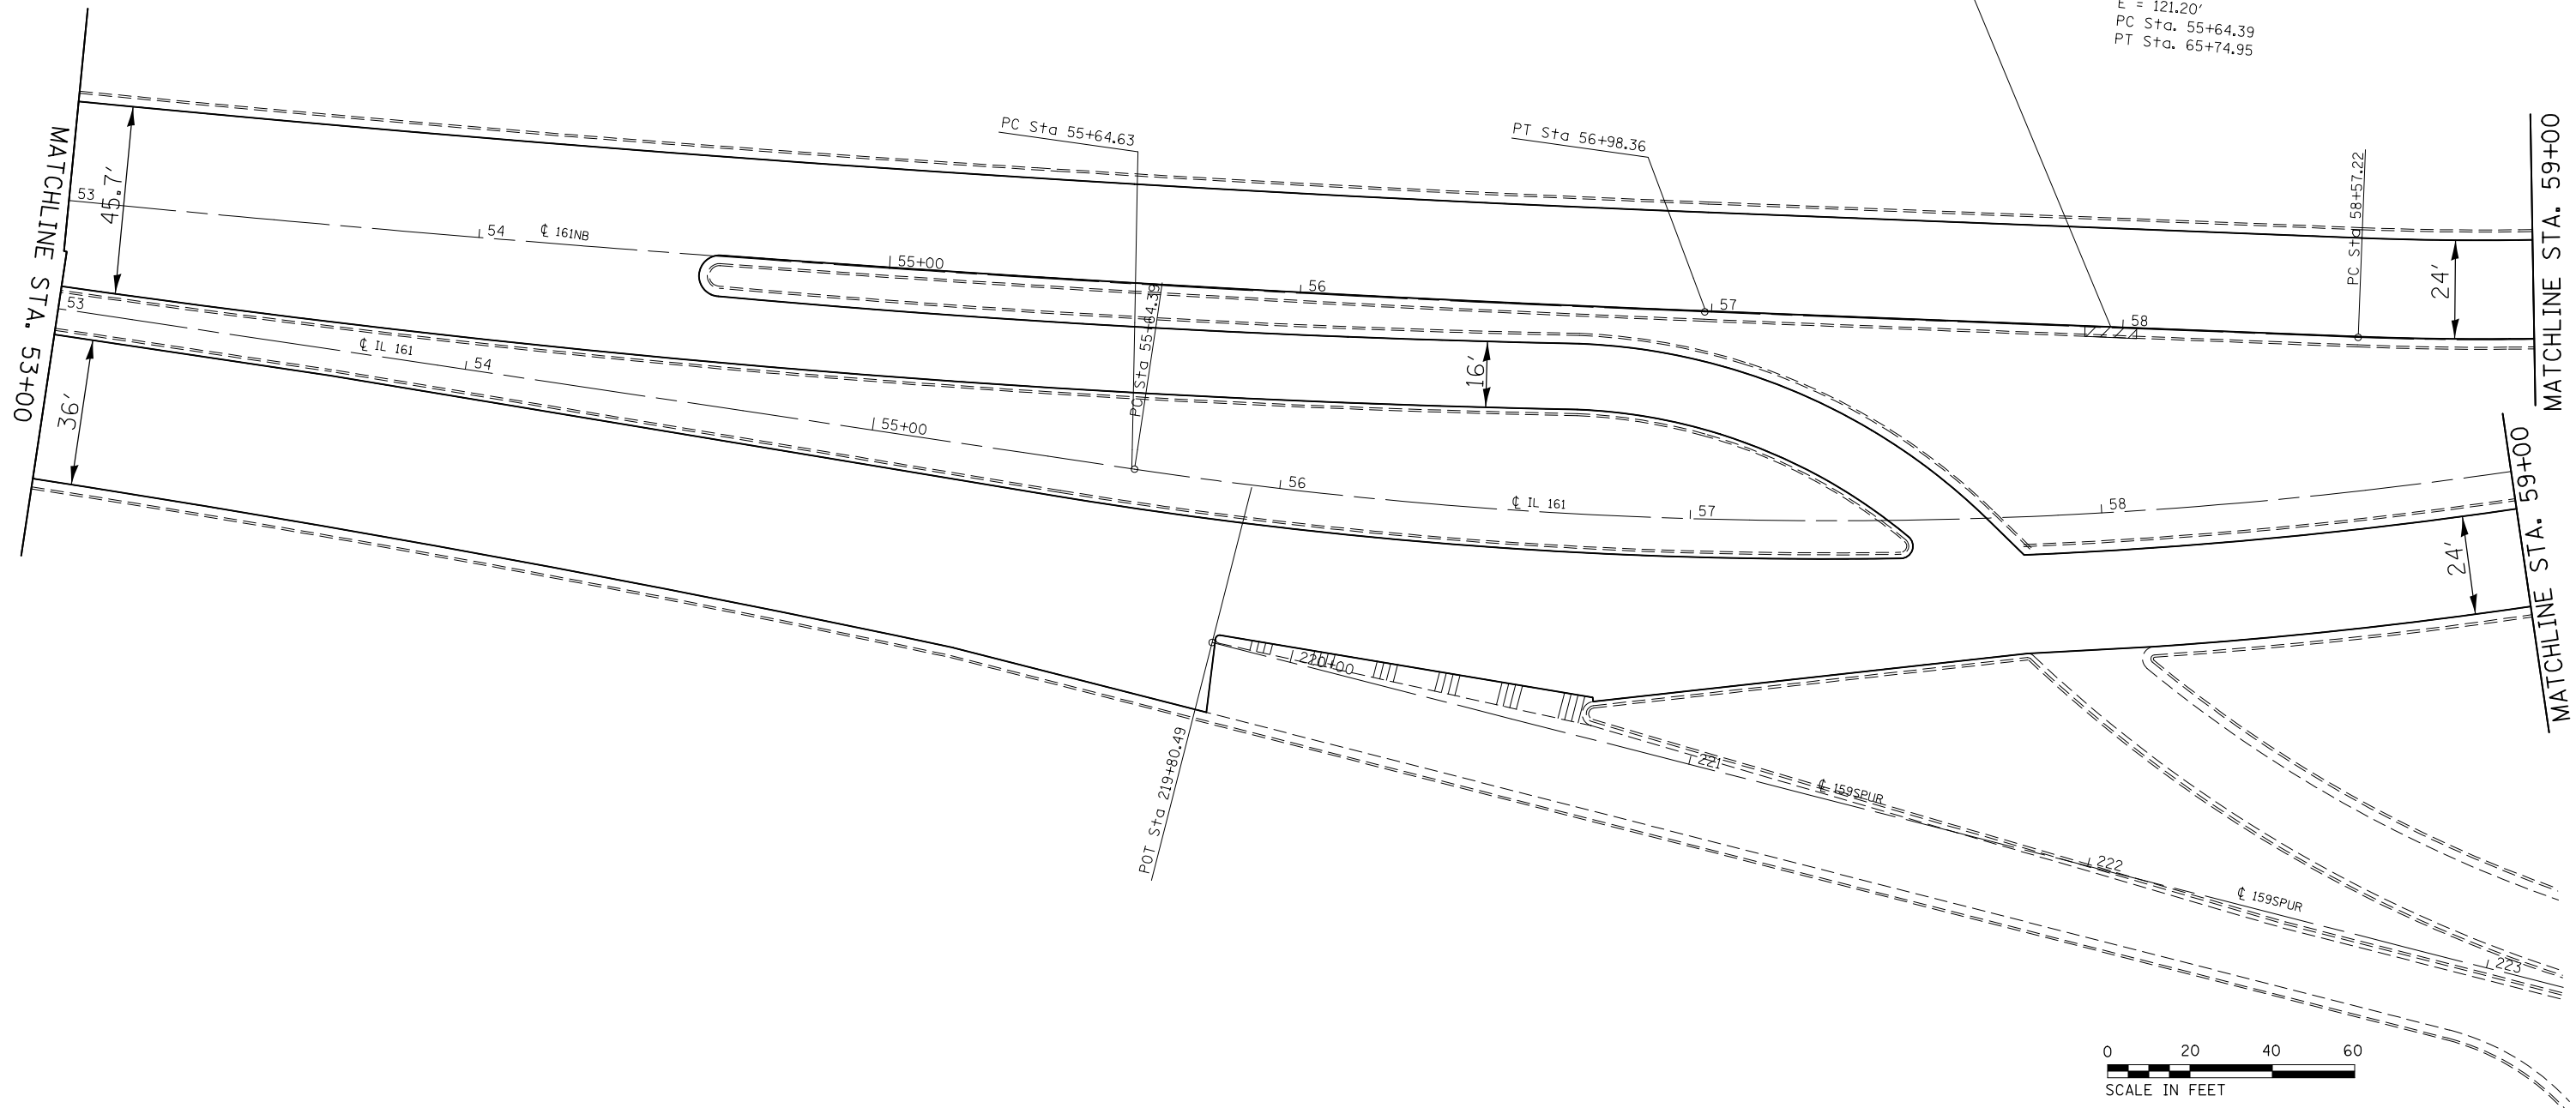 E = 121.20'
PC Sta. 55+64.39
PT Sta. 65+74.95
PC Sta 55+64.63
PT Sta 56+98.36
PC Sta 58+57.22
MATCHLINE STA. 59+00
MATCHLINE STA. 53+00
45.7'
53
54
℄ 161NB
55+00
56
57
58
24'
53
℄ IL 161
54
55+00
PC Sta 55+64.39
16'
56
℄ IL 161
57
58
36'
24'
MATCHLINE STA. 59+00
220+00
POT Sta 219+80.49
221
℄ 159SPUR
222
℄ 159SPUR
223
0 20 40 60
SCALE IN FEET